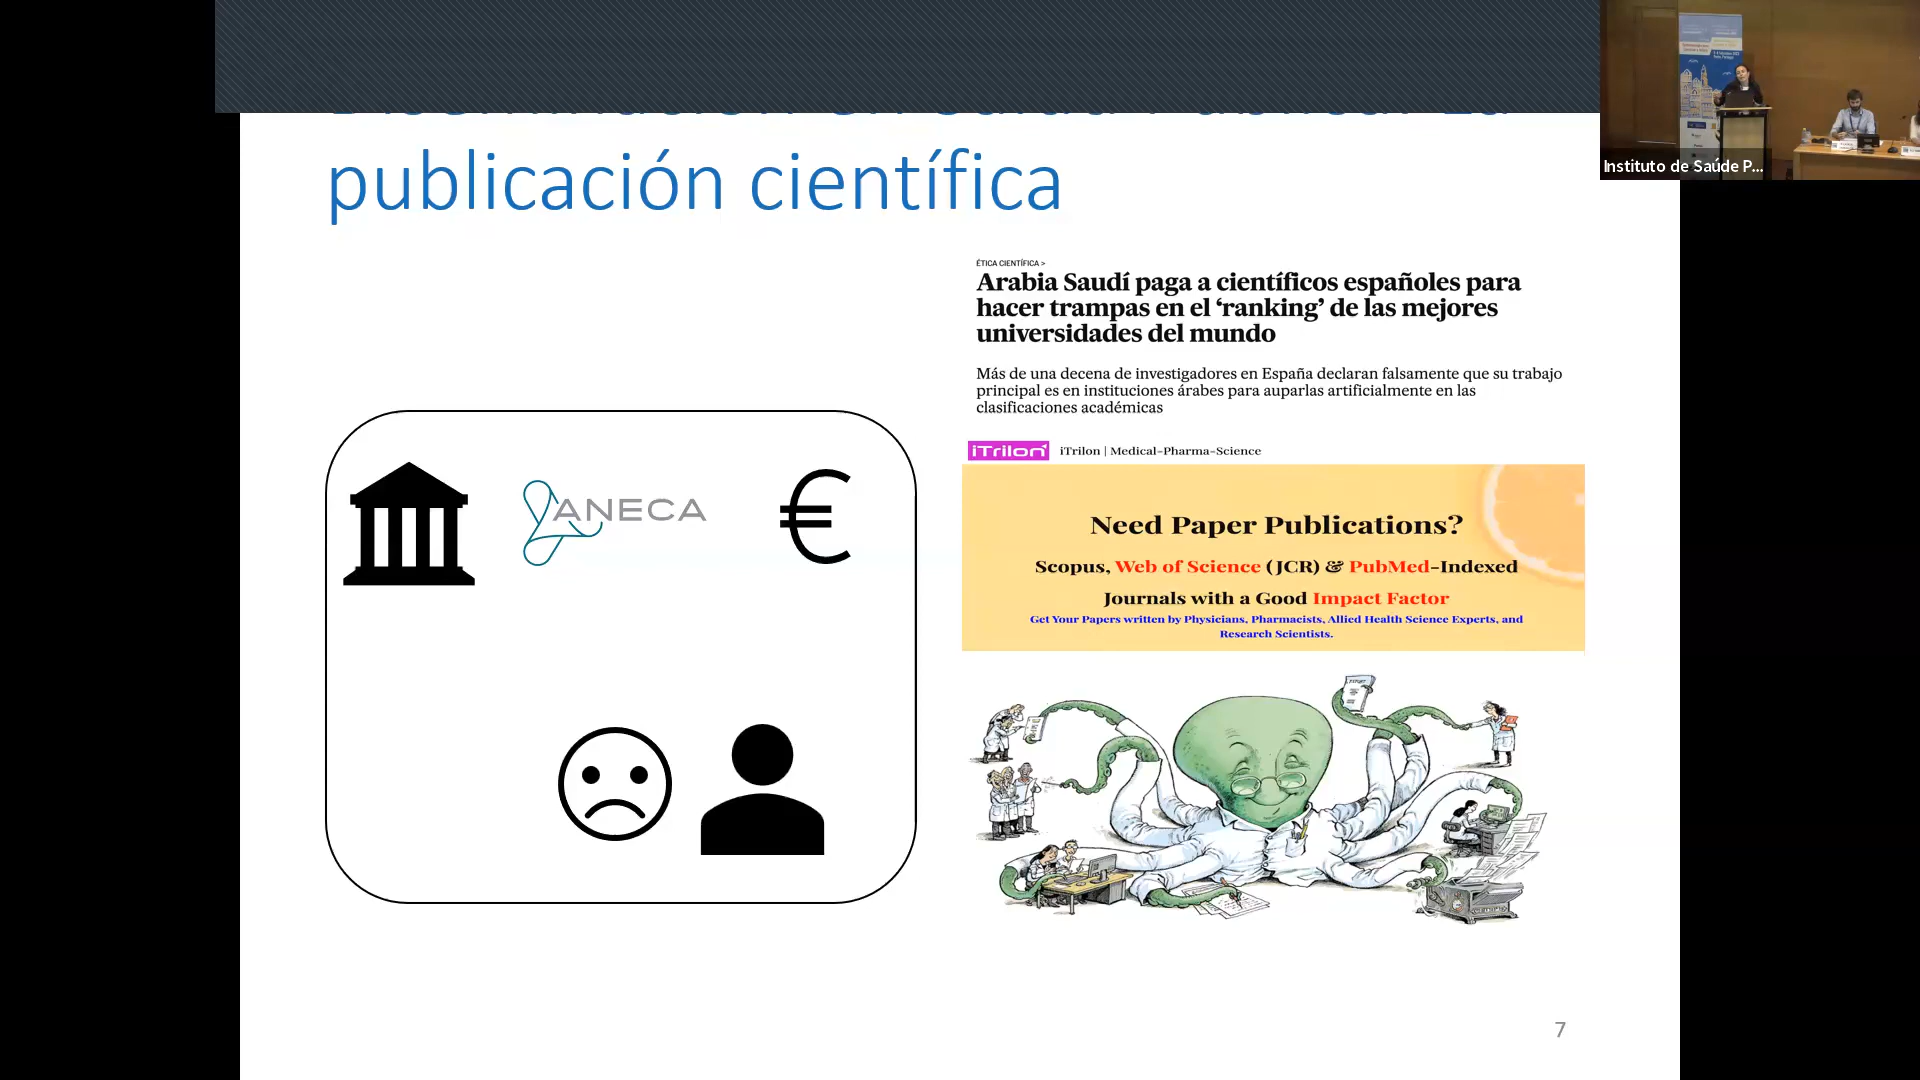 publicación científica
Instituto de Saúde P...
ÉTICA CIENTÍFICA >
Arabia Saudí paga a científicos españoles para
hacer trampas en el ‘ranking’ de las mejores
universidades del mundo
Más de una decena de investigadores en España declaran falsamente que su trabajo
principal es en instituciones árabes para auparlas artificialmente en las
clasificaciones académicas
iTrilon iTrilon | Medical-Pharma-Science
Need Paper Publications?
Scopus, Web of Science (JCR) & PubMed-Indexed
Journals with a Good Impact Factor
Get Your Papers written by Physicians, Pharmacists, Allied Health Science Experts, and
Research Scientists.
ANECA
€
7